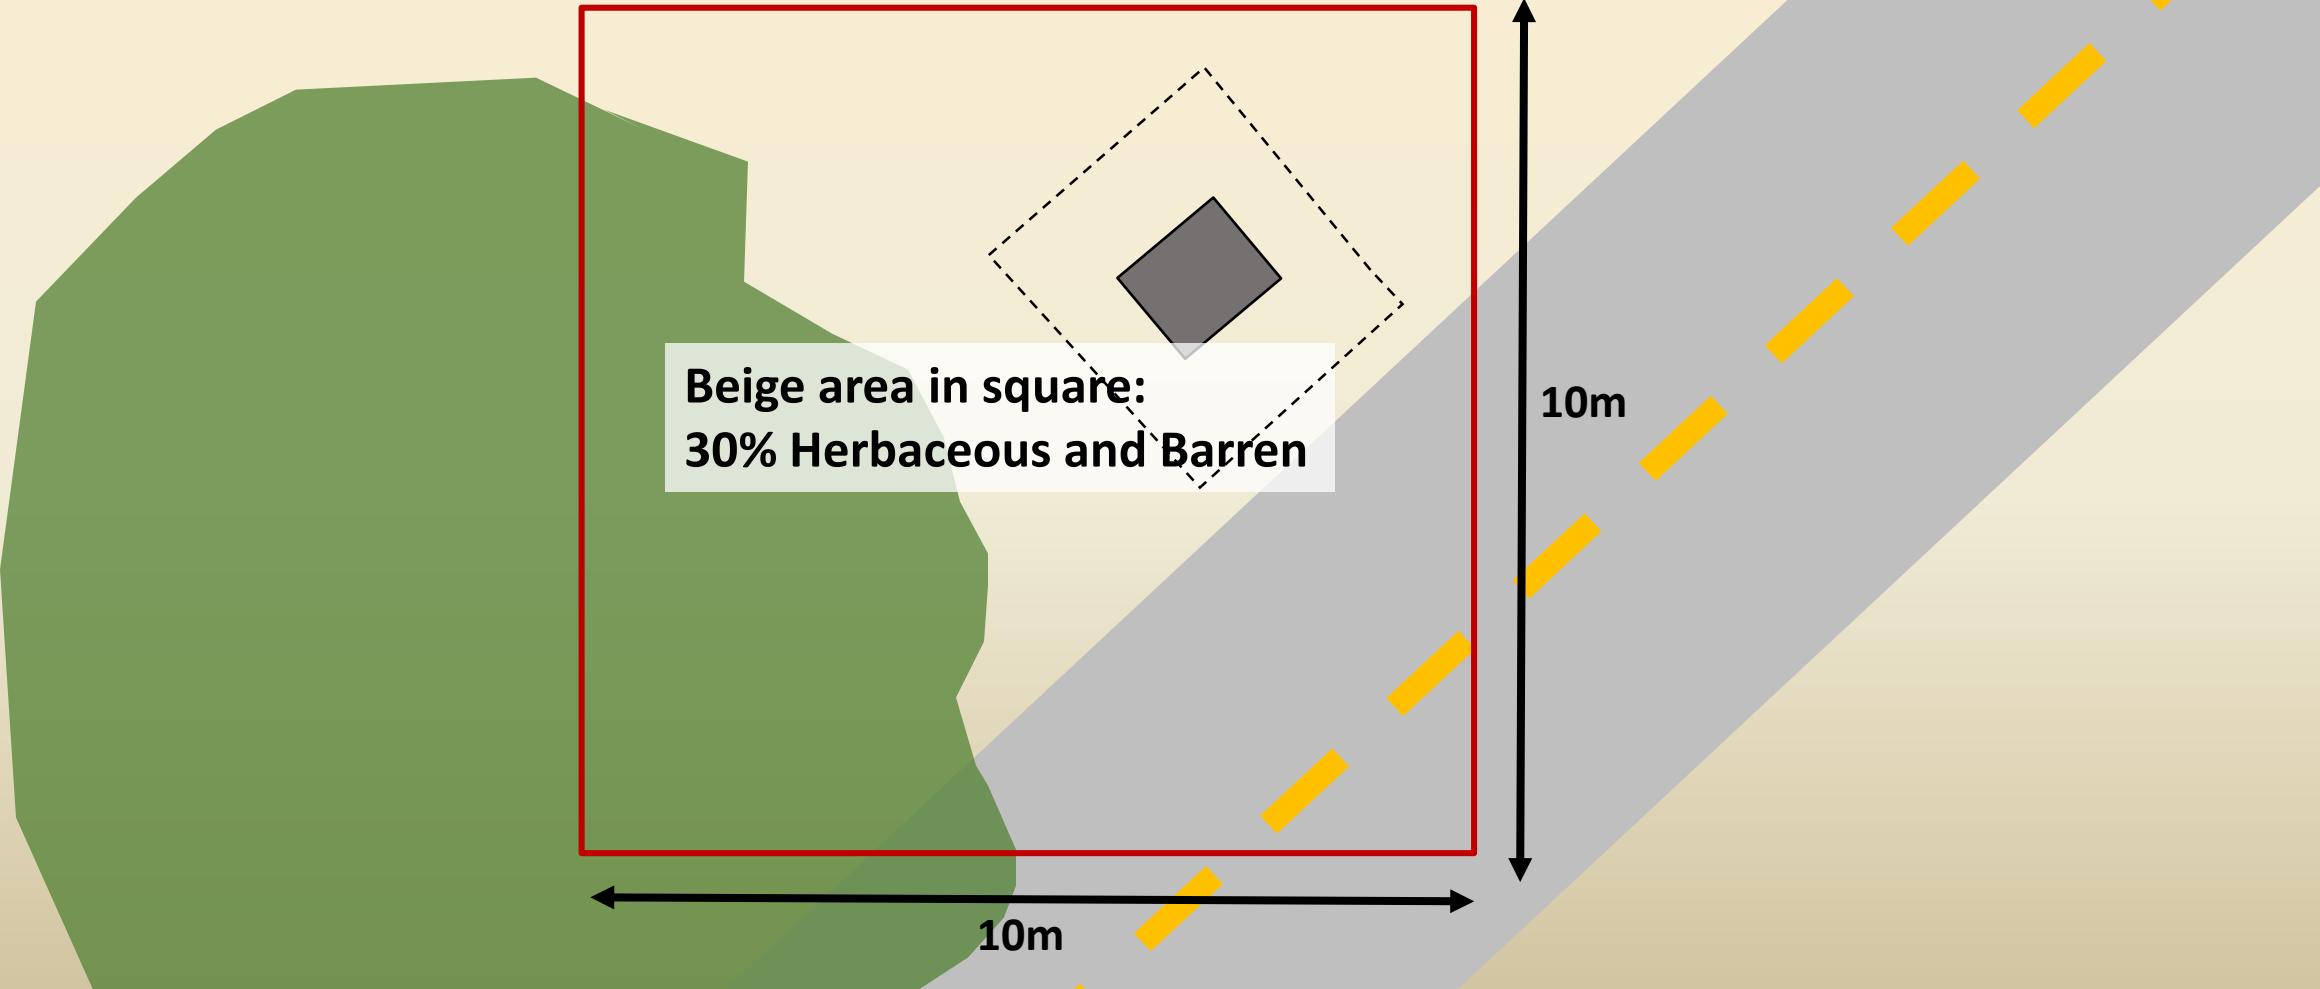 Beige area in square:
30% Herbaceous and Barren
10m
10m